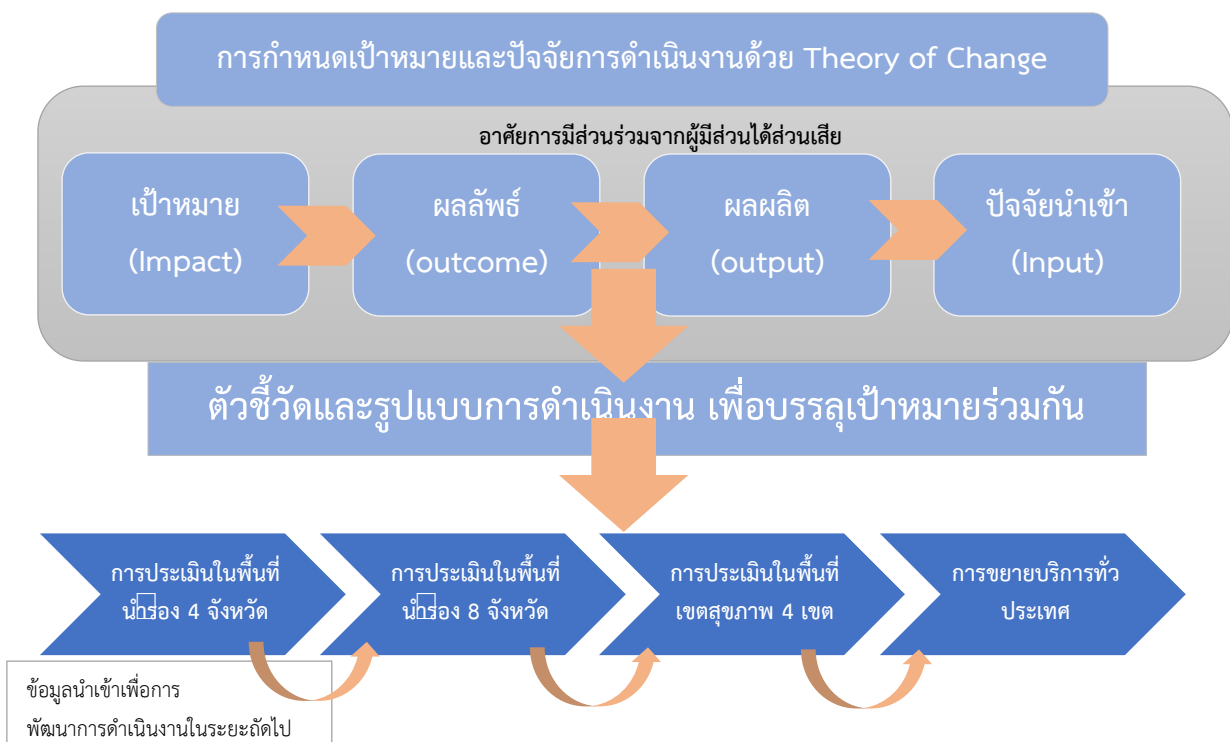 การกำหนดเป้าหมายและปัจจัยการดำเนินงานด้วย Theory of Change
อาศัยการมีส่วนร่วมจากผู้มีส่วนได้ส่วนเสีย
เป้าหมาย
(Impact)
ผลลัพธ์
(outcome)
ผลผลิต
(output)
ปัจจัยนำเข้า
(Input)
ตัวชี้วัดและรูปแบบการดำเนินงาน เพื่อบรรลุเป้าหมายร่วมกัน
การประเมินในพื้นที่
นำร่อง 4 จังหวัด
การประเมินในพื้นที่
นำร่อง 8 จังหวัด
การประเมินในพื้นที่
เขตสุขภาพ 4 เขต
การขยายบริการทั่ว
ประเทศ
ข้อมูลนำเข้าเพื่อการ
พัฒนาการดำเนินงานในระยะถัดไป